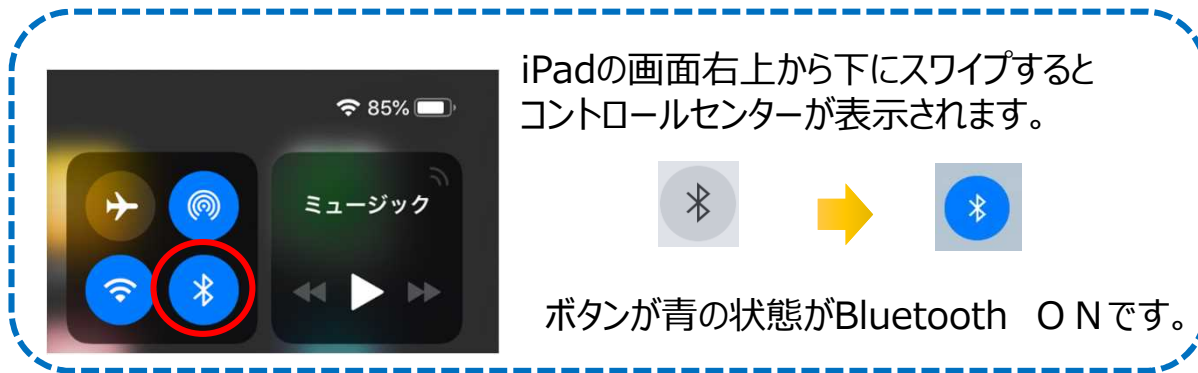 iPadの画面右上から下にスワイプすると
コントロールセンターが表示されます。
85%
ミュージック
ボタンが青の状態がBluetooth ＯＮです。